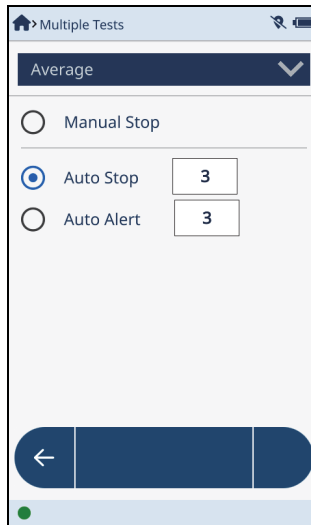 Multiple Tests
Average
Manual Stop
Auto Stop 3
Auto Alert 3